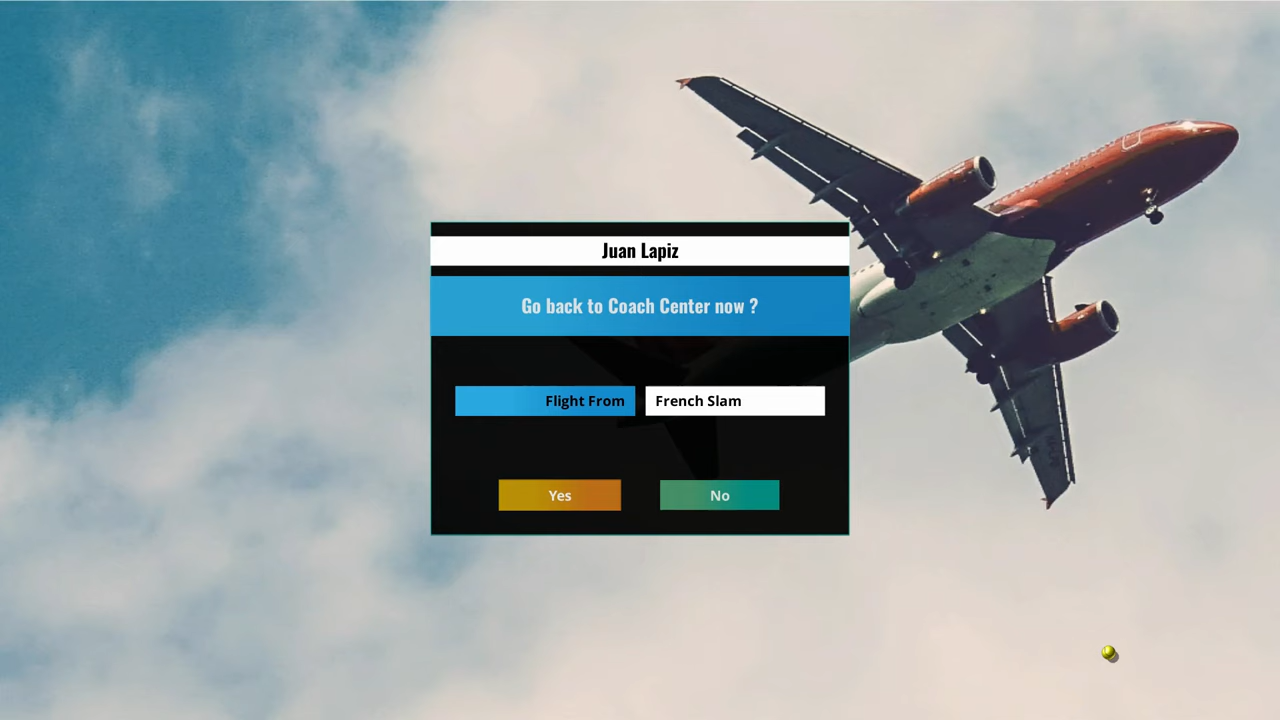 Juan Lapiz
Go back to Coach Center now ?
Flight From French Slam
Yes No